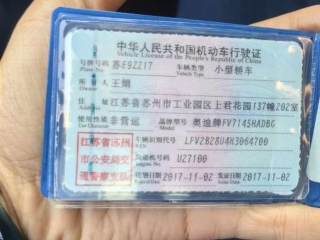 中华人民共和国机动车行驶证
Vehicle License of the People's Republic of China
号牌号码 苏E9Z217 车辆类型 小型轿车
Plate No. Vehicle Type
所有人 王娟
Owner
住址 江苏省苏州市工业园区上君花园137幢202室
Address
使用性质 非营运 品牌型号 奥迪牌FV7145HADBG
江苏省苏州市公安局交通警察支队
车辆识别代号 LFV2B28U4H3064700
发动机号码 U27100
注册日期 2017-11-02 发证日期 2017-11-02